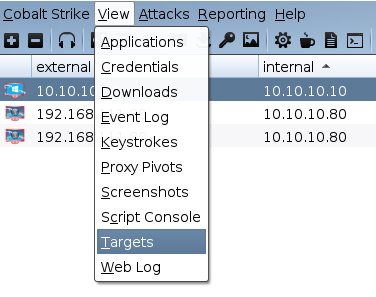 Cobalt Strike View Attacks Reporting Help
Applications
external internal
Credentials
Downloads
10.10.10 10.10.10.10
Event Log
192.168 10.10.10.80
Keystrokes
192.168 10.10.10.80
Proxy Pivots
Screenshots
Script Console
Targets
Web Log